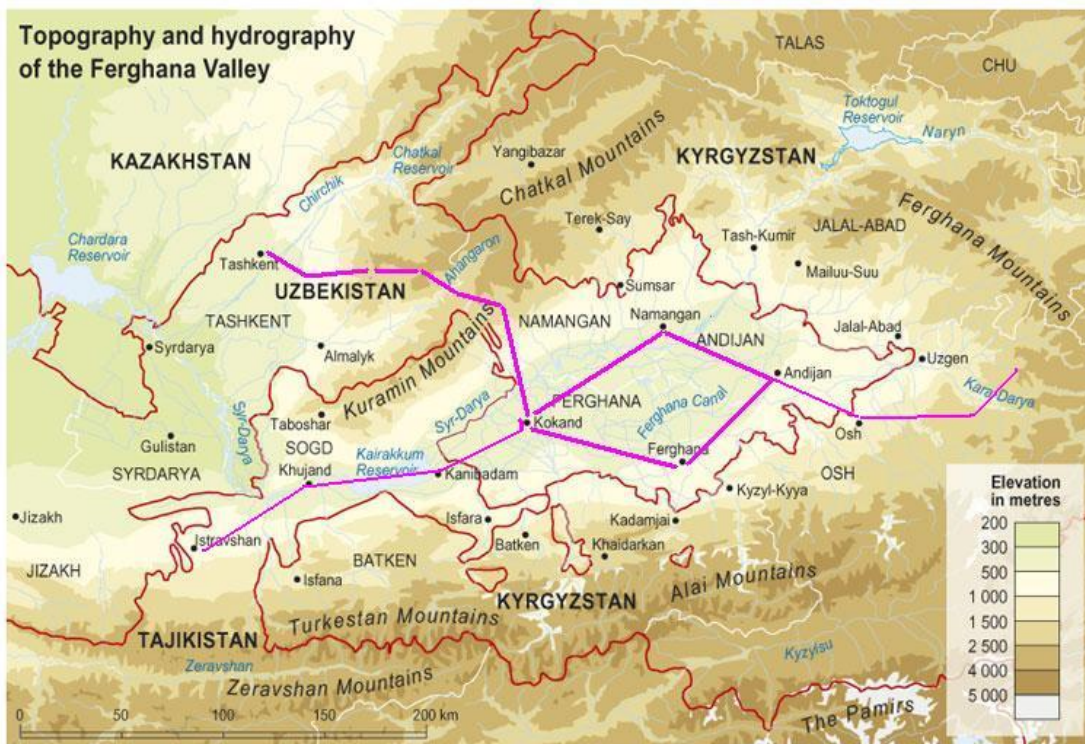 Topography and hydrography
of the Ferghana Valley
TALAS
CHU
Toktogul
Reservoir
Naryn
KAZAKHSTAN
Chatkal
Reservoir
Yangibazar
Chatkal Mountains
KYRGYZSTAN
Chirchik
Ferghana Mountains
Terek-Say
JALAL-ABAD
Tash-Kumir
Mailuu-Suu
Chardara
Reservoir
Tashkent
Ahangaron
UZBEKISTAN
Sumsar
TASHKENT
NAMANGAN
Namangan
ANDIJAN
Jalal-Abad
Syrdarya
Almalyk
Kuramin Mountains
Uzgen
Andijan
Kara-Darya
FERGHANA
Ferghana Canal
Syr-Darya
Taboshar
Syr-Darya
Kokand
Osh
Gulistan
SOGD
Kairakkum
Reservoir
Ferghana
SYRDARYA
Khujand
Kanibadam
OSH
Kyzyl-Kyya
Jizakh
Isfara
Kadamjai
Istravshan
Batken
Khaidarkan
JIZAKH
BATKEN
Isfana
Alai Mountains
KYRGYZSTAN
Turkestan Mountains
TAJIKISTAN
Zeravshan
Zeravshan Mountains
Kyzylsu
The Pamirs
0 50 100 200 km
Elevation
in metres
200
300
500
1 000
1 500
2 500
4 000
5 000